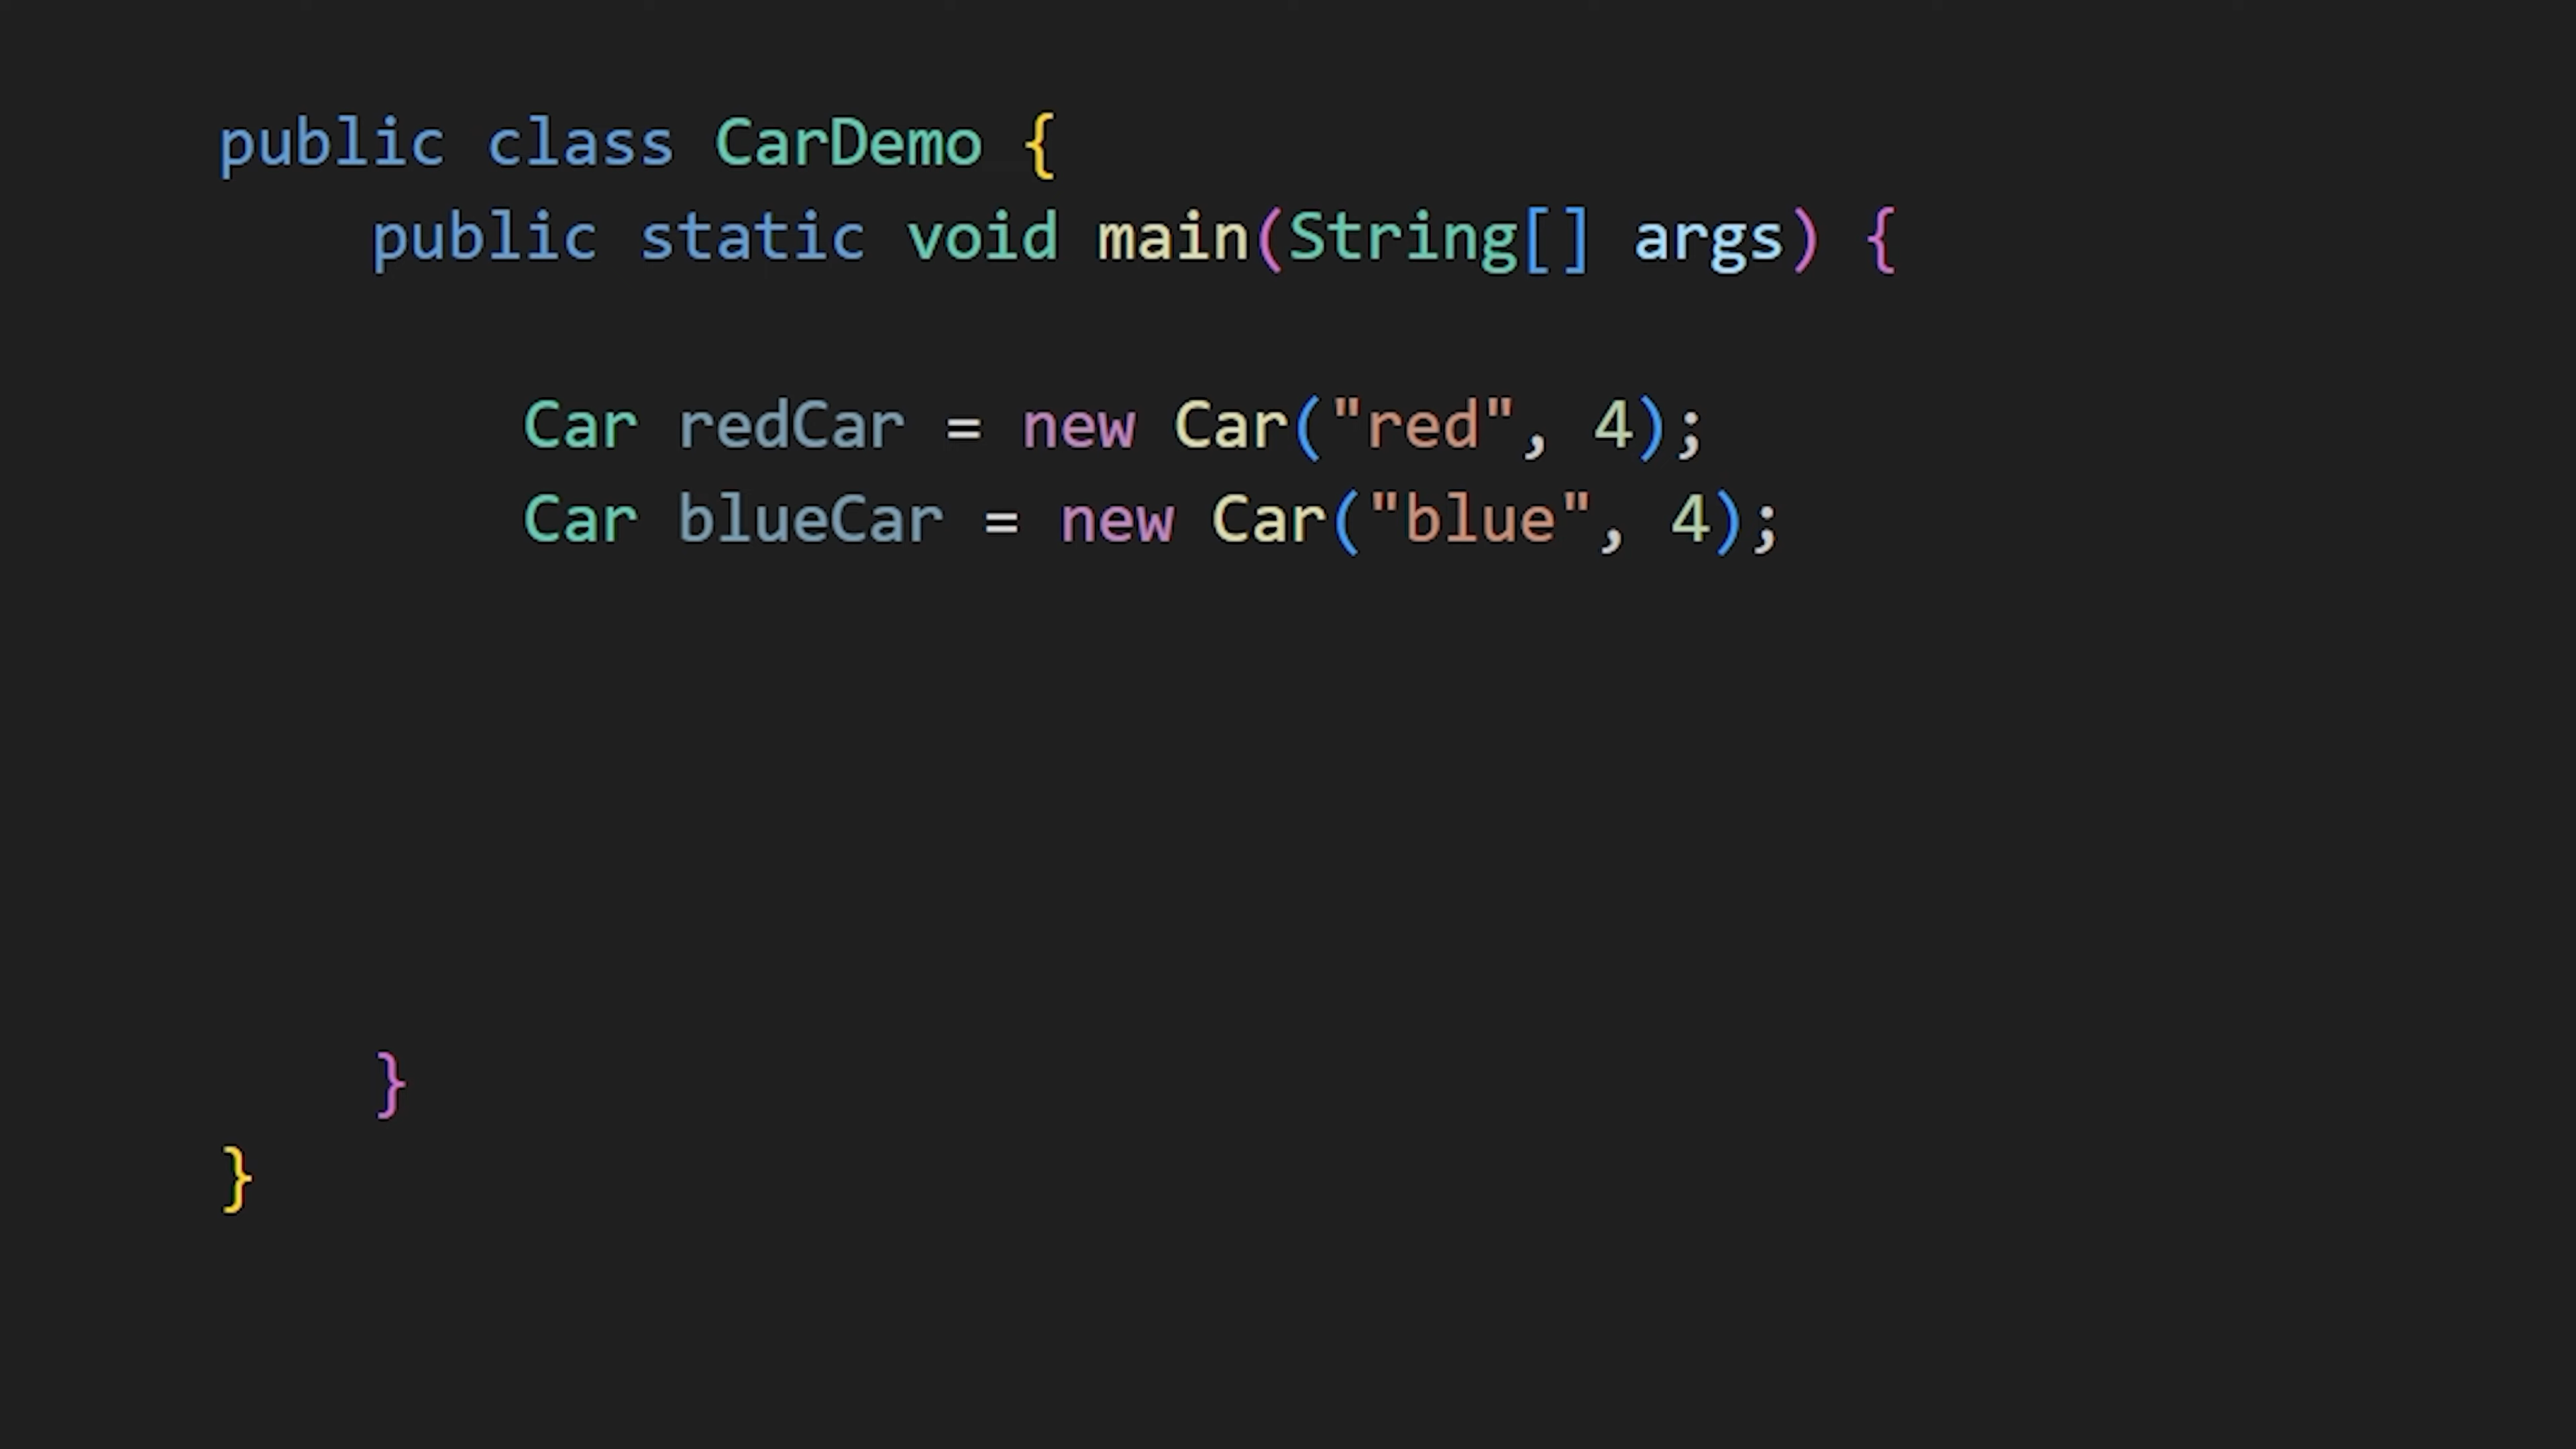 public class CarDemo {
    public static void main(String[] args) {
        Car redCar = new Car("red", 4);
        Car blueCar = new Car("blue", 4);
    }
}